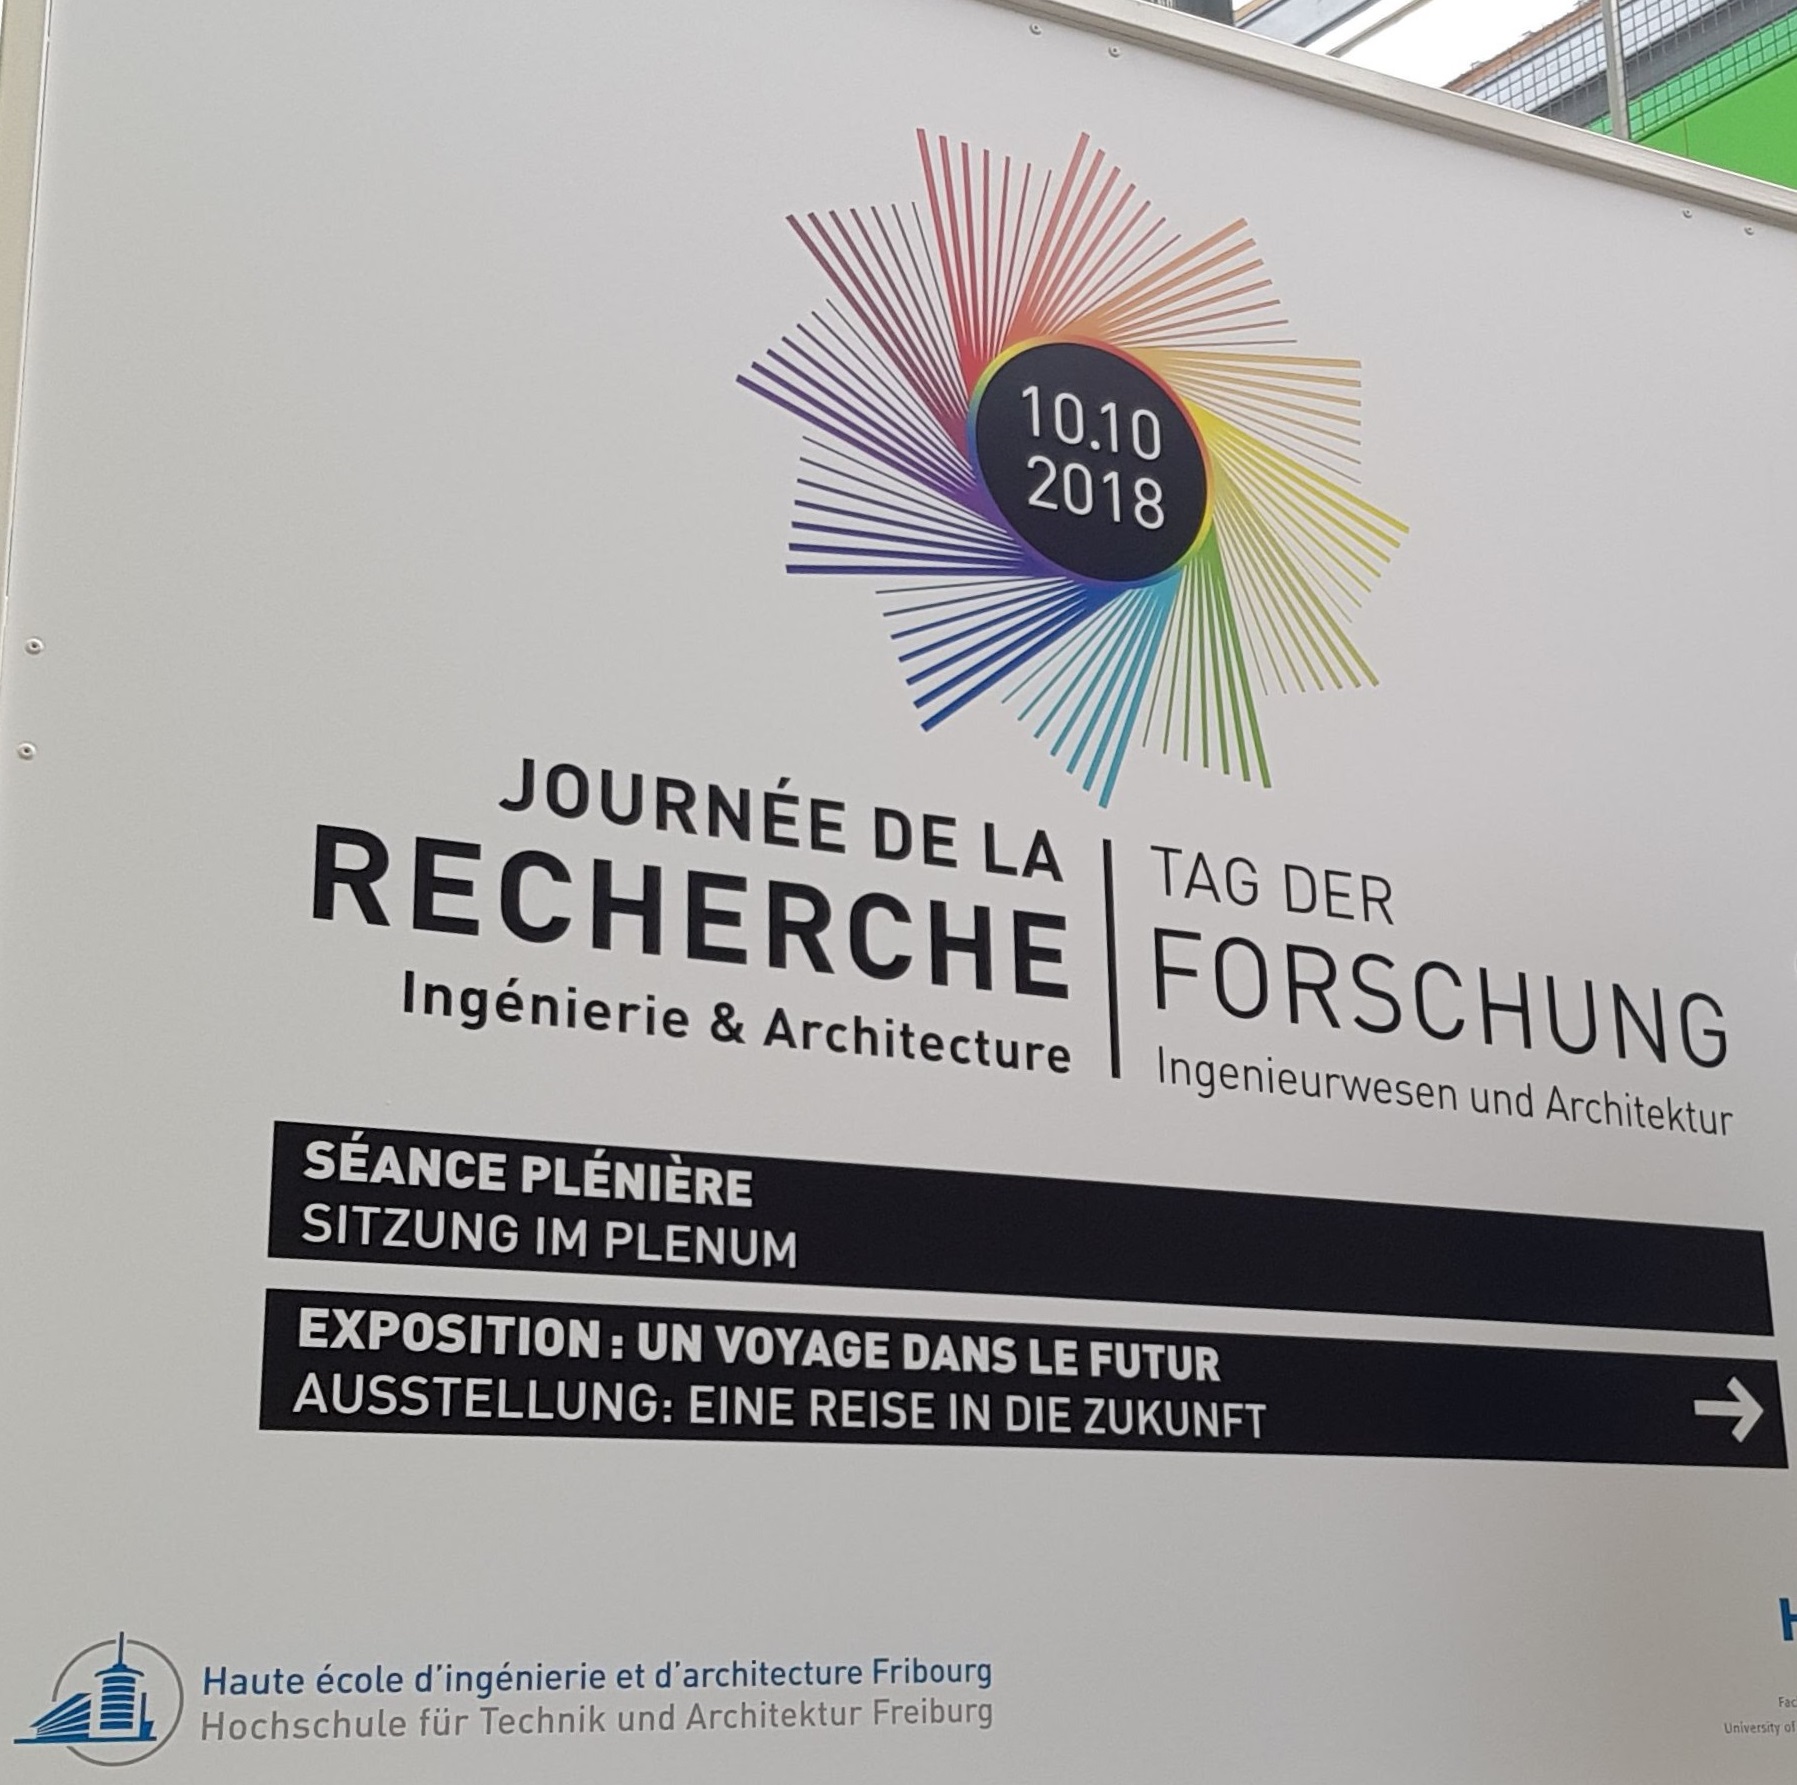 10.10
2018
JOURNÉE DE LA
RECHERCHE
Ingénierie & Architecture
TAG DER
FORSCHUNG
Ingenieurwesen und Architektur
SÉANCE PLÉNIÈRE
SITZUNG IM PLENUM
EXPOSITION : UN VOYAGE DANS LE FUTUR
AUSSTELLUNG: EINE REISE IN DIE ZUKUNFT
→
Haute école d'ingénierie et d'architecture Fribourg
Hochschule für Technik und Architektur Freiburg
University of